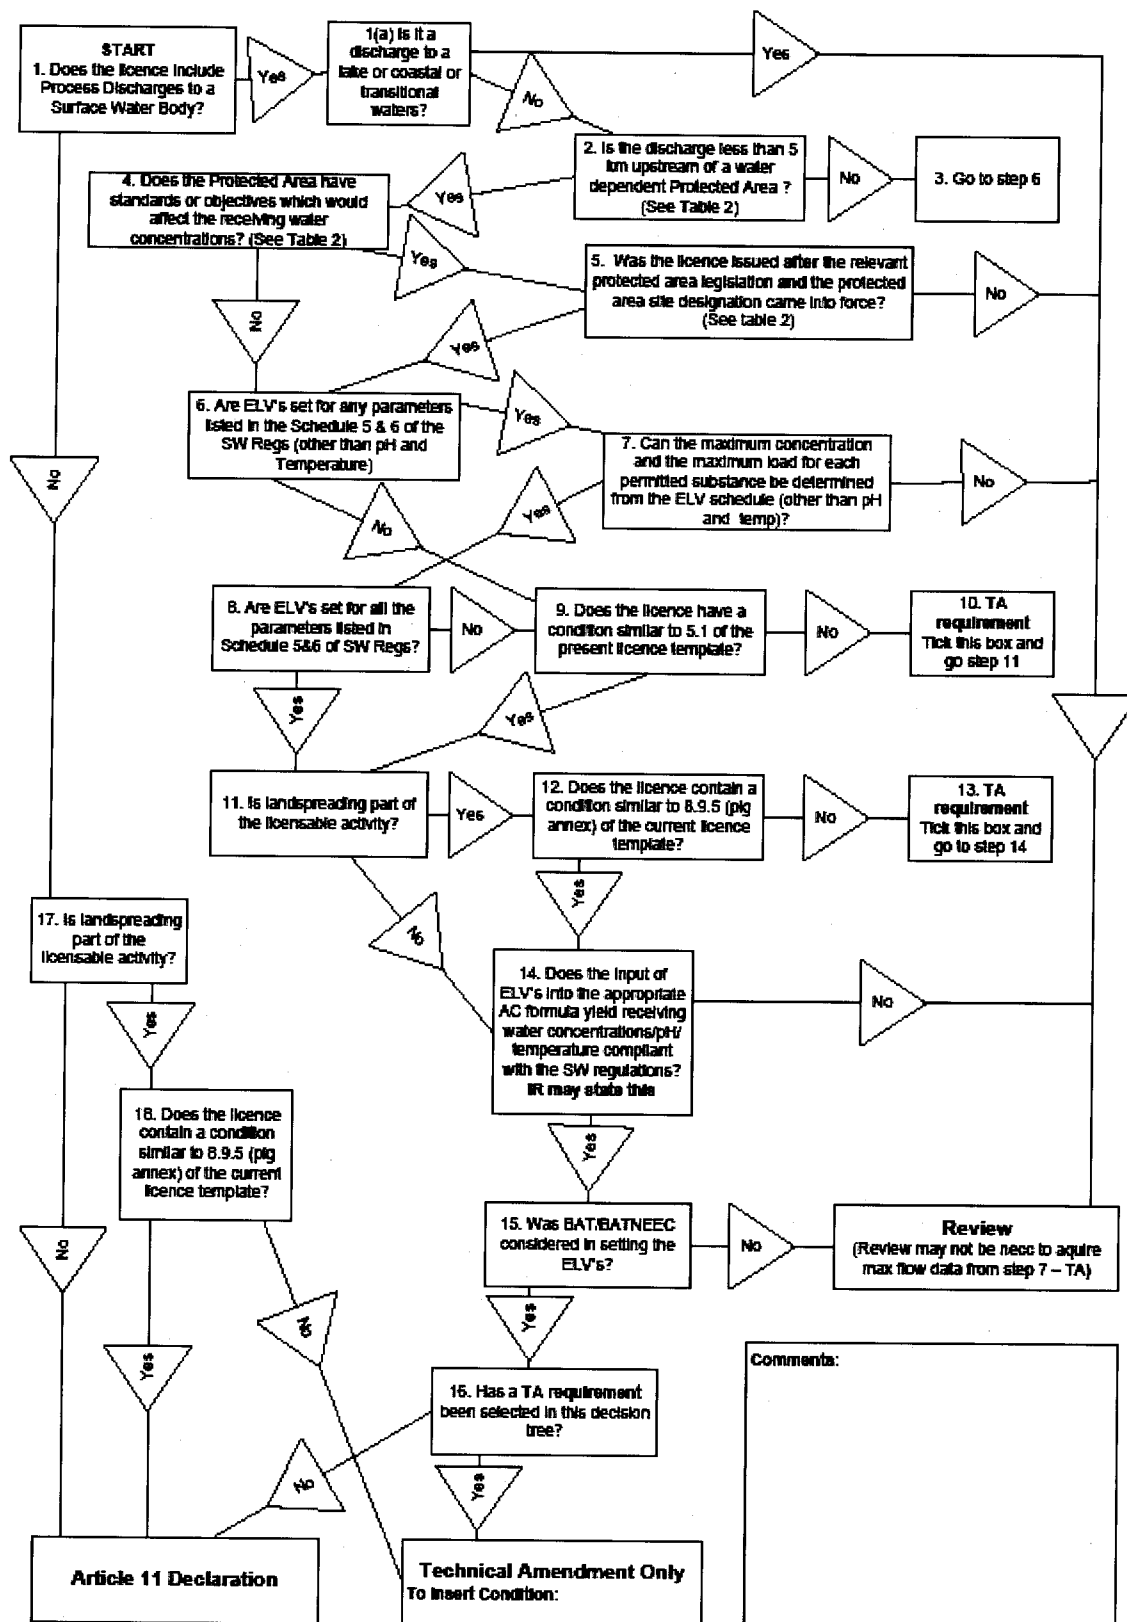 START
1. Does the licence include
Process Discharges to a
Surface Water Body?
Yes
1(a) Is it a
discharge to a
lake or coastal or
transitional
waters?
Yes
No
2. Is the discharge less than 5
km upstream of a water
dependent Protected Area ?
(See Table 2)
No
3. Go to step 6
Yes
4. Does the Protected Area have
standards or objectives which would
affect the receiving water
concentrations? (See Table 2)
Yes
5. Was the licence issued after the relevant
protected area legislation and the protected
area site designation came into force?
(See table 2)
No
No
Yes
6. Are ELV's set for any parameters
listed in the Schedule 5 & 6 of the
SW Regs (other than pH and
Temperature)
Yes
7. Can the maximum concentration
and the maximum load for each
permitted substance be determined
from the ELV schedule (other than pH
and temp)?
No
No
Yes
No
8. Are ELV's set for all the
parameters listed in
Schedule 5&6 of SW Regs?
No
9. Does the licence have a
condition similar to 5.1 of the
present licence template?
No
10. TA
requirement
Tick this box and
go step 11
Yes
Yes
11. Is landspreading part of
the licensable activity?
Yes
12. Does the licence contain a
condition similar to 8.9.5 (pig
annex) of the current licence
template?
No
13. TA
requirement
Tick this box and
go to step 14
Yes
No
17. Is landspreading
part of the
licensable activity?
14. Does the input of
ELV's into the appropriate
AC formula yield receiving
water concentrations/pH/
temperature compliant
with the SW regulations?
IR may state this
No
Yes
18. Does the licence
contain a condition
similar to 8.9.5 (pig
annex) of the current
licence template?
Yes
No
15. Was BAT/BATNEEC
considered in setting the
ELV's?
No
Review
(Review may not be necc to aquire
max flow data from step 7 – TA)
Yes
No
Yes
16. Has a TA requirement
been selected in this decision
tree?
Comments:
No
Yes
Article 11 Declaration
Technical Amendment Only
To Insert Condition: